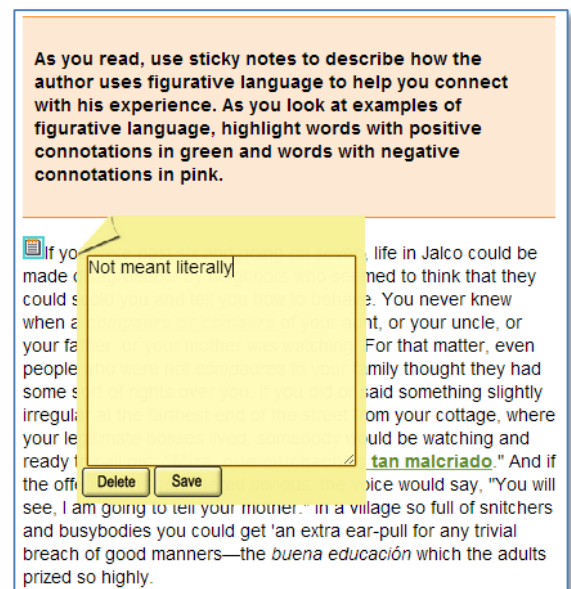 As you read, use sticky notes to describe how the
author uses figurative language to help you connect
with his experience. As you look at examples of
figurative language, highlight words with positive
connotations in green and words with negative
connotations in pink.
If yo , life in Jalco could be
made med to think that they
could s e. You never knew
when a nt, or your uncle, or
your fa For that matter, even
people mily thought they had
some s said something slightly
irregul om your cottage, where
your le uld be watching and
ready t tan malcriado." And if
the off ice would say, "You will
see, I am going to tell your mother." In a village so full of snitchers
and busybodies you could get 'an extra ear-pull for any trivial
breach of good manners—the buena educación which the adults
prized so highly.
Not meant literally
Delete Save